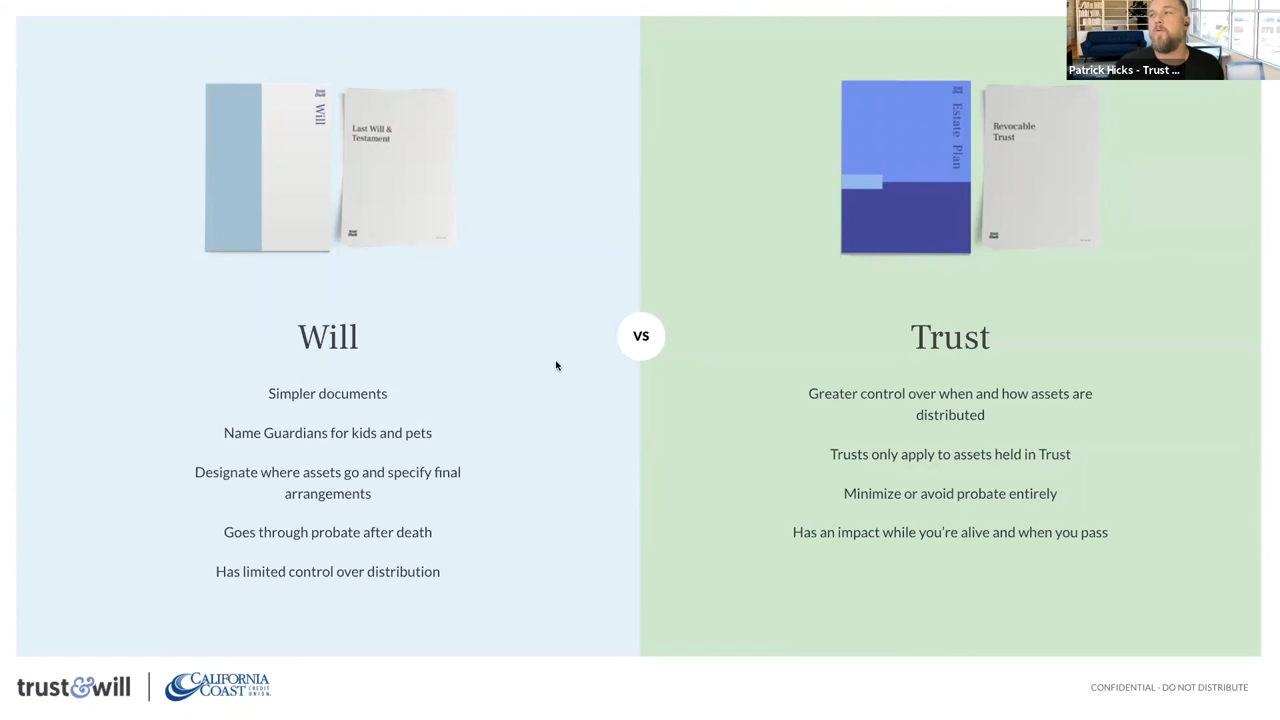 Patrick Hicks - Trust ...
Will
Last Will &
Testament
Estate Plan
Revocable
Trust
Will
VS
Trust
Simpler documents
Name Guardians for kids and pets
Designate where assets go and specify final
arrangements
Goes through probate after death
Has limited control over distribution
Greater control over when and how assets are
distributed
Trusts only apply to assets held in Trust
Minimize or avoid probate entirely
Has an impact while you’re alive and when you pass
trust&will
CALIFORNIA
COAST
CREDIT
UNION
CONFIDENTIAL - DO NOT DISTRIBUTE